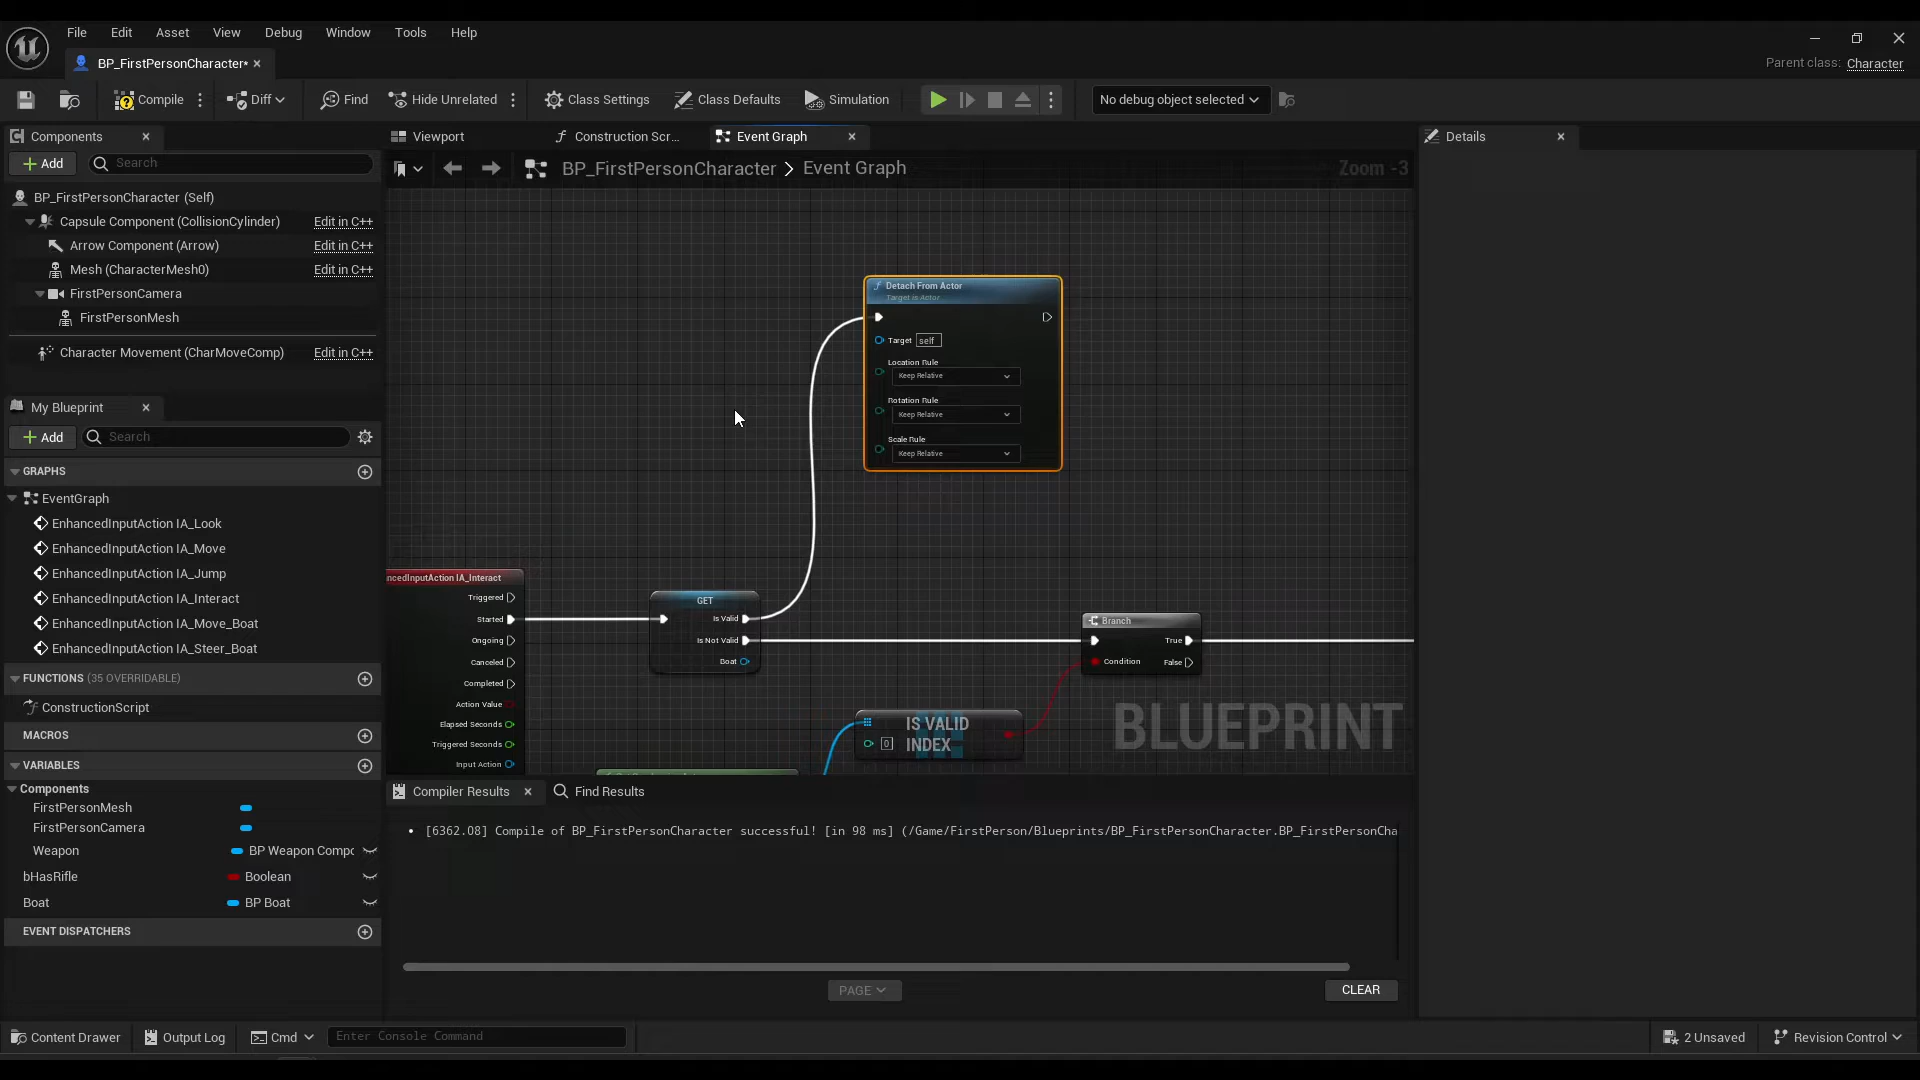 File Edit Asset View Debug Window Tools Help
BP_FirstPersonCharacter*
Parent class: Character
Compile Diff Find Hide Unrelated Class Settings Class Defaults Simulation No debug object selected
Components
Add Search
BP_FirstPersonCharacter (Self)
Capsule Component (CollisionCylinder) Edit in C++
Arrow Component (Arrow) Edit in C++
Mesh (CharacterMesh0) Edit in C++
FirstPersonCamera
FirstPersonMesh
Character Movement (CharMoveComp) Edit in C++
My Blueprint
Add Search
GRAPHS
EventGraph
EnhancedInputAction IA_Look
EnhancedInputAction IA_Move
EnhancedInputAction IA_Jump
EnhancedInputAction IA_Interact
EnhancedInputAction IA_Move_Boat
EnhancedInputAction IA_Steer_Boat
FUNCTIONS (35 OVERRIDABLE)
ConstructionScript
MACROS
VARIABLES
Components
FirstPersonMesh
FirstPersonCamera
Weapon BP Weapon Compo
bHasRifle Boolean
Boat BP Boat
EVENT DISPATCHERS
Viewport Construction Scr... Event Graph
BP_FirstPersonCharacter > Event Graph Zoom -3
Detach From Actor
Target is Actor
Target self
Location Rule
Keep Relative
Rotation Rule
Keep Relative
Scale Rule
Keep Relative
ncedInputAction IA_Interact
Triggered
Started
Ongoing
Canceled
Completed
Action Value
Elapsed Seconds
Triggered Seconds
Input Action
GET
Is Valid
Is Not Valid
Boat
Branch
True
Condition False
IS VALID
0 INDEX
BLUEPRINT
Compiler Results Find Results
• [6362.08] Compile of BP_FirstPersonCharacter successful! [in 98 ms] (/Game/FirstPerson/Blueprints/BP_FirstPersonCharacter.BP_FirstPersonCha
PAGE CLEAR
Details
Content Drawer Output Log Cmd Enter Console Command 2 Unsaved Revision Control